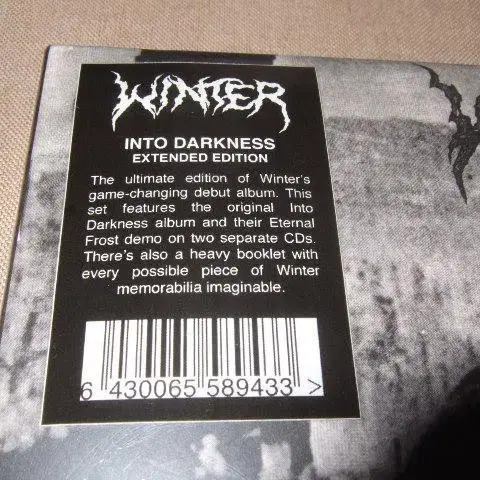 WINTER
INTO DARKNESS
EXTENDED EDITION
The ultimate edition of Winter's
game-changing debut album. This
set features the original Into
Darkness album and their Eternal
Frost demo on two separate CDs.
There's also a heavy booklet with
every possible piece of Winter
memorabilia imaginable.
6 430065 589433 >